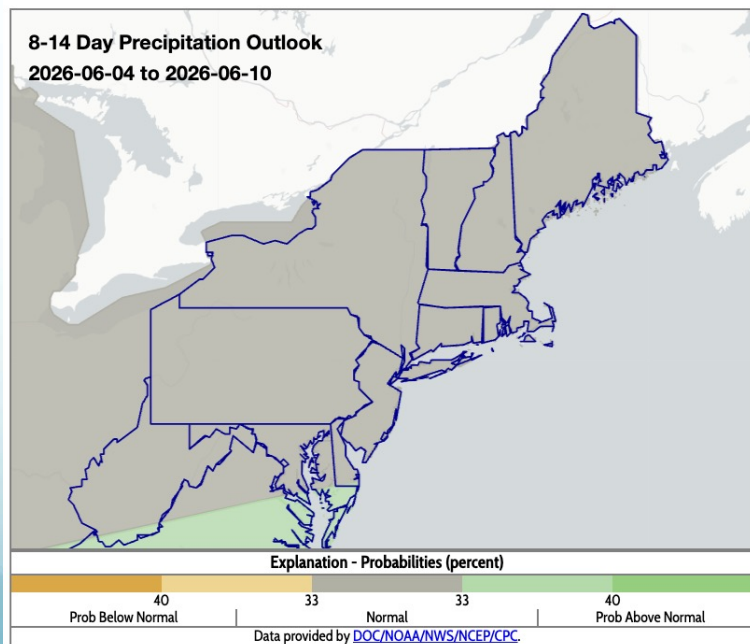 8-14 Day Precipitation Outlook
2026-06-04 to 2026-06-10
Explanation - Probabilities (percent)
40 33 33 40
Prob Below Normal Normal Prob Above Normal
Data provided by DOC/NOAA/NWS/NCEP/CPC.